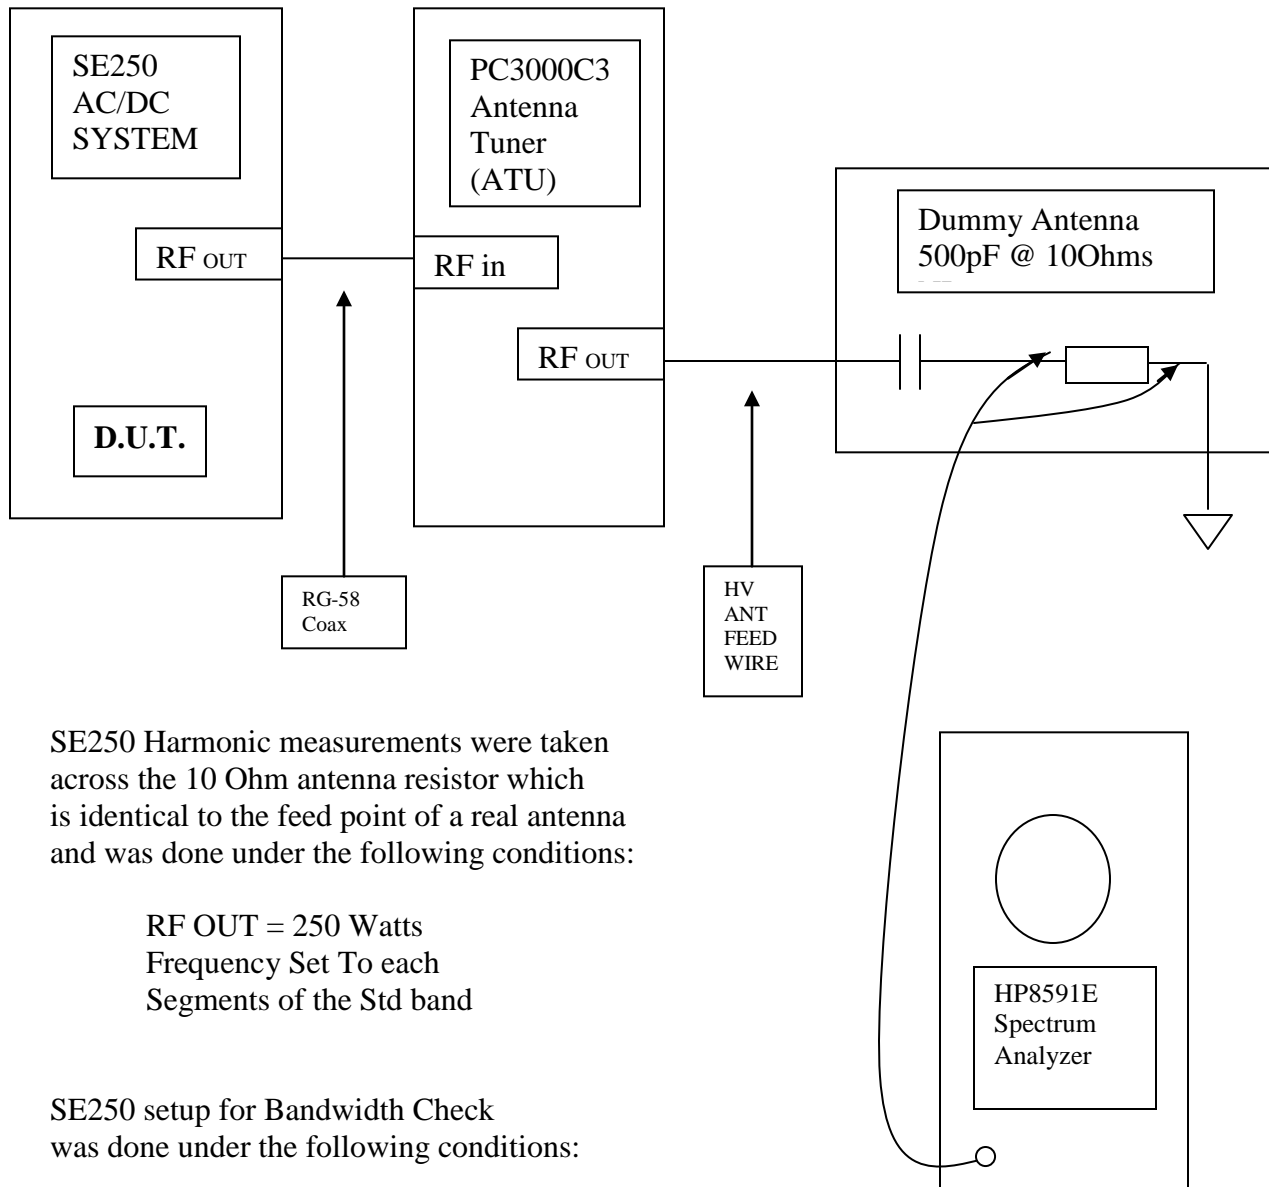 SE250
AC/DC
SYSTEM
RF OUT
D.U.T.
PC3000C3
Antenna
Tuner
(ATU)
RF in
RF OUT
Dummy Antenna
500pF @ 10Ohms
RG-58
Coax
HV
ANT
FEED
WIRE
SE250 Harmonic measurements were taken
across the 10 Ohm antenna resistor which
is identical to the feed point of a real antenna
and was done under the following conditions:
RF OUT = 250 Watts
Frequency Set To each
Segments of the Std band
HP8591E
Spectrum
Analyzer
SE250 setup for Bandwidth Check
was done under the following conditions: